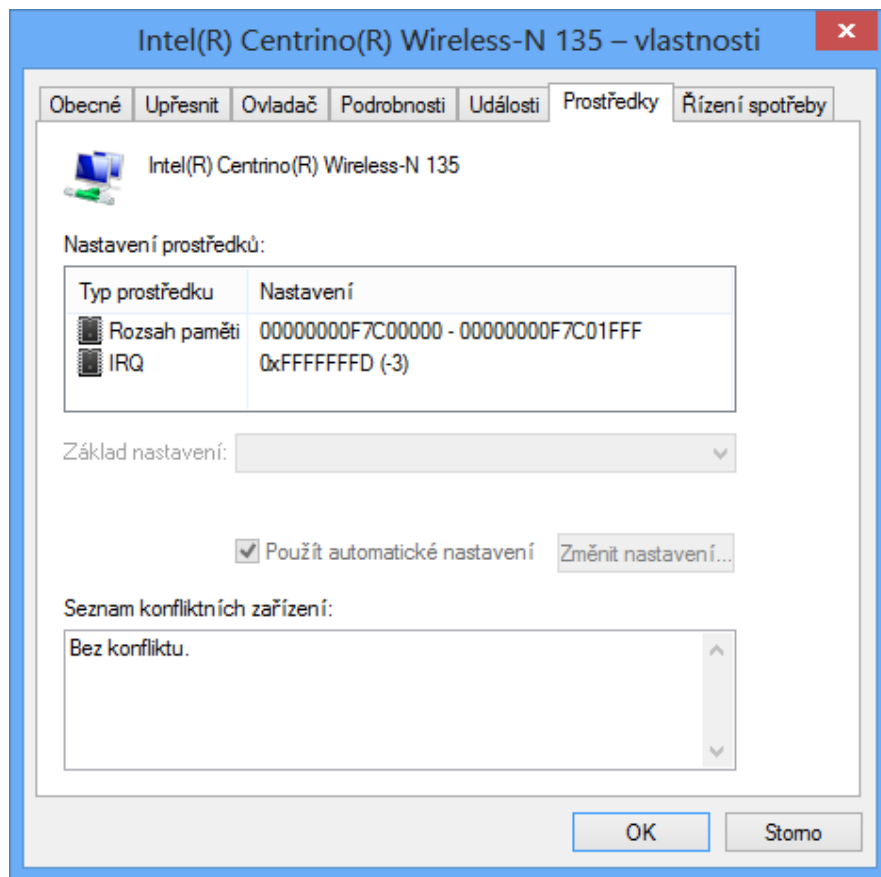 Intel(R) Centrino(R) Wireless-N 135 – vlastnosti
Obecné Upřesnit Ovladač Podrobnosti Události Prostředky Řízení spotřeby
Intel(R) Centrino(R) Wireless-N 135
Nastavení prostředků:
Typ prostředku Nastavení
Rozsah paměti 00000000F7C00000 - 00000000F7C01FFF
IRQ 0xFFFFFFFD (-3)
Základ nastavení:
Použít automatické nastavení Změnit nastavení...
Seznam konfliktních zařízení:
Bez konfliktu.
OK Storno